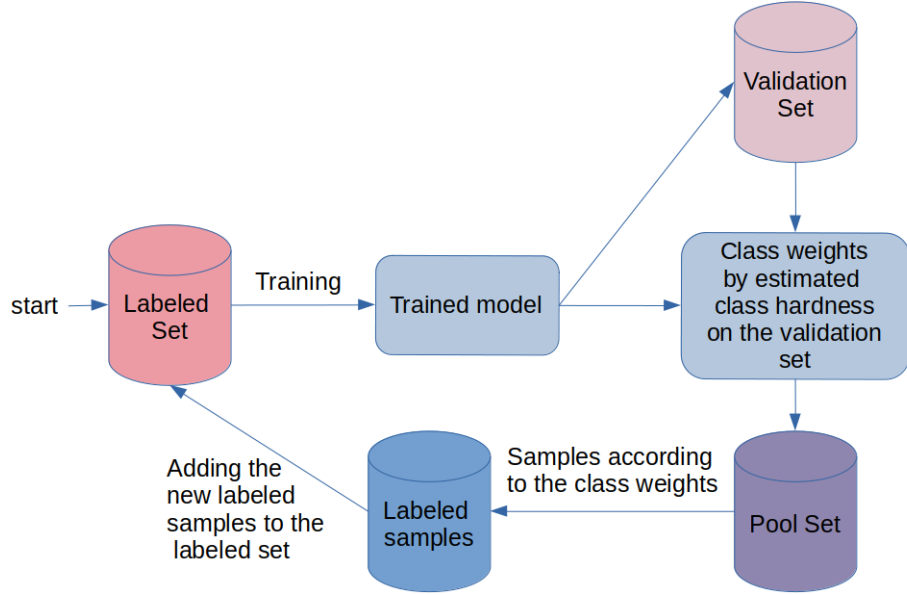 Validation
Set
start
Labeled
Set
Training
Trained model
Class weights
by estimated
class hardness
on the validation
set
Adding the
new labeled
samples to the
labeled set
Labeled
samples
Samples according
to the class weights
Pool Set